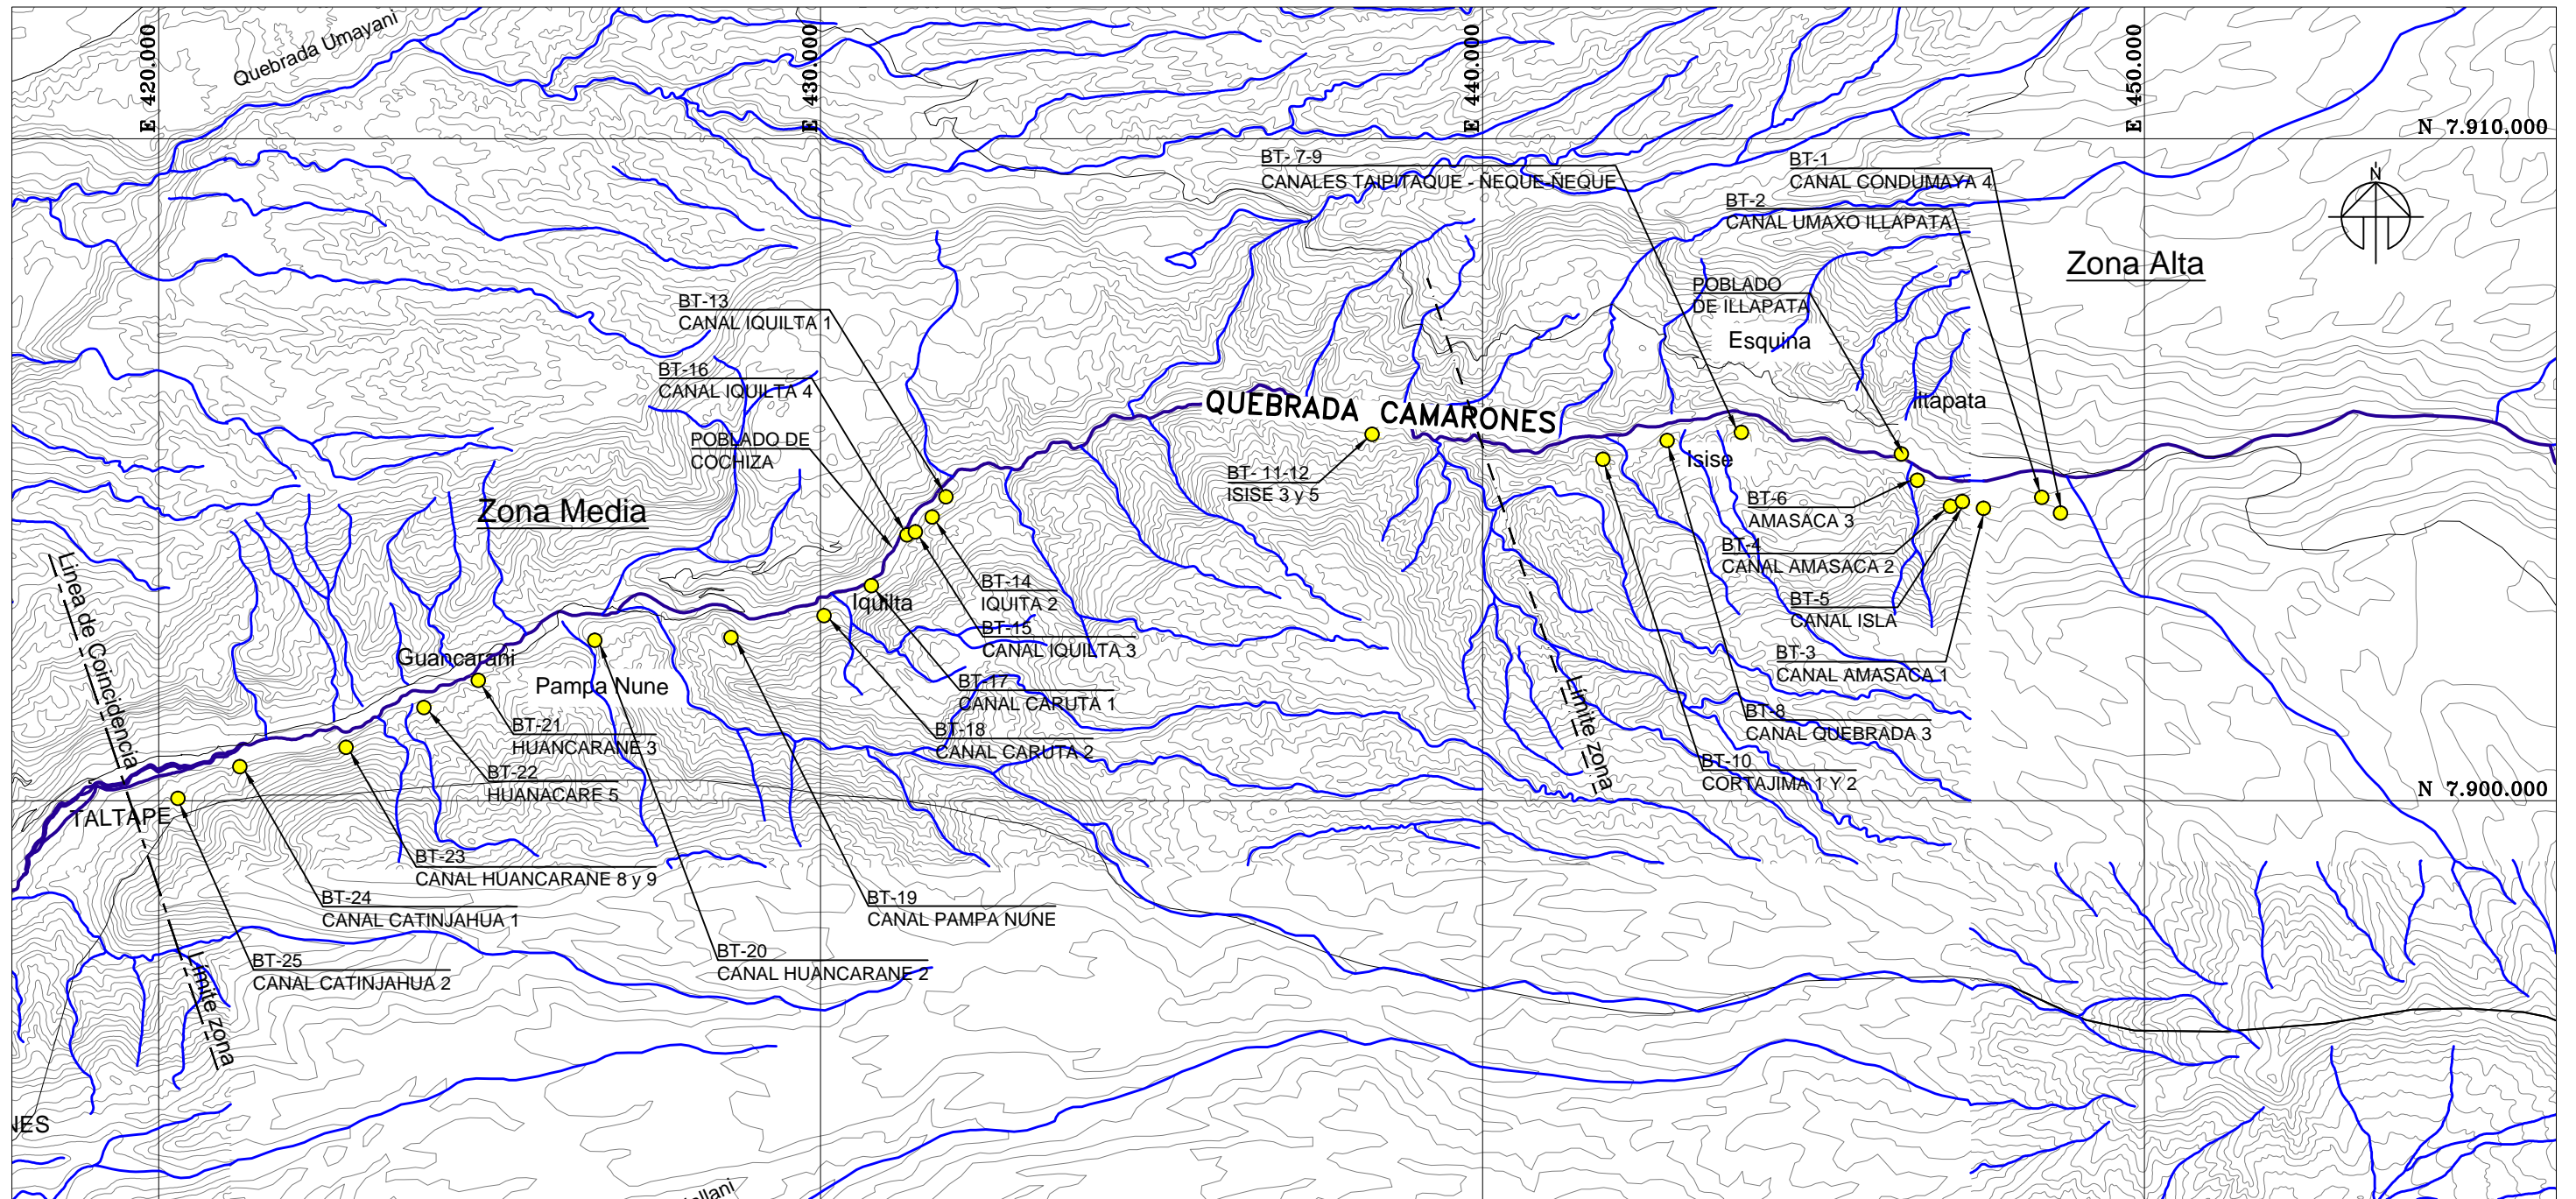 Quebrada Umayani
E 420.000
E 430.000
E 440.000
E 450.000
N 7.910.000
N
BT- 7-9
CANALES TAIPITAQUE - ÑEQUE-ÑEQUE
BT-1
CANAL CONDUMAYA 4
BT-2
CANAL UMAXO ILLAPATA
Zona Alta
POBLADO
DE ILLAPATA
Esquina
BT-13
CANAL IQUILTA 1
BT-16
CANAL IQUILTA 4
Illapata
QUEBRADA CAMARONES
POBLADO DE
COCHIZA
BT- 11-12
ISISE 3 y 5
Isise
BT-6
AMASACA 3
Zona Media
BT-4
CANAL AMASACA 2
BT-14
IQUITA 2
Iquilta
BT-5
CANAL ISLA
BT-15
CANAL IQUILTA 3
Linea de Coincidencia
Guancarani
BT-3
CANAL AMASACA 1
Pampa Nune
BT-17
CANAL CARUTA 1
Límite zona
BT-8
CANAL QUEBRADA 3
BT-21
HUANCARANE 3
BT-18
CANAL CARUTA 2
BT-10
CORTAJIMA 1 Y 2
BT-22
HUANACARE 5
N 7.900.000
TALTAPE
BT-23
CANAL HUANCARANE 8 y 9
BT-24
CANAL CATINJAHUA 1
BT-19
CANAL PAMPA NUNE
BT-20
CANAL HUANCARANE 2
BT-25
CANAL CATINJAHUA 2
Límite zona
NES